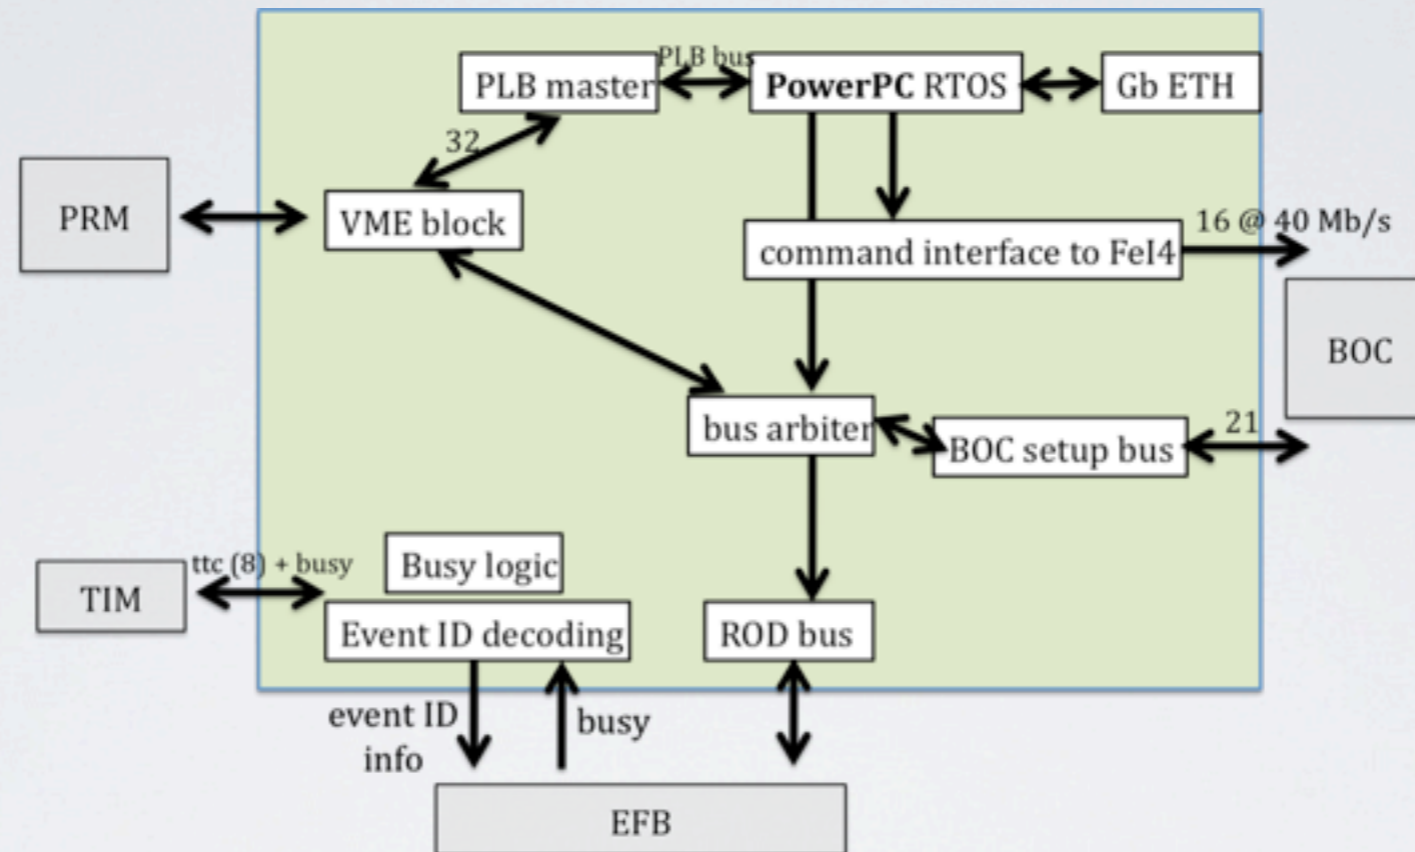 PLB bus
PLB master
PowerPC RTOS
Gb ETH
32
PRM
VME block
16 @ 40 Mb/s
command interface to FeI4
BOC
bus arbiter
21
BOC setup bus
ttc (8) + busy
Busy logic
TIM
Event ID decoding
ROD bus
event ID
info
busy
EFB